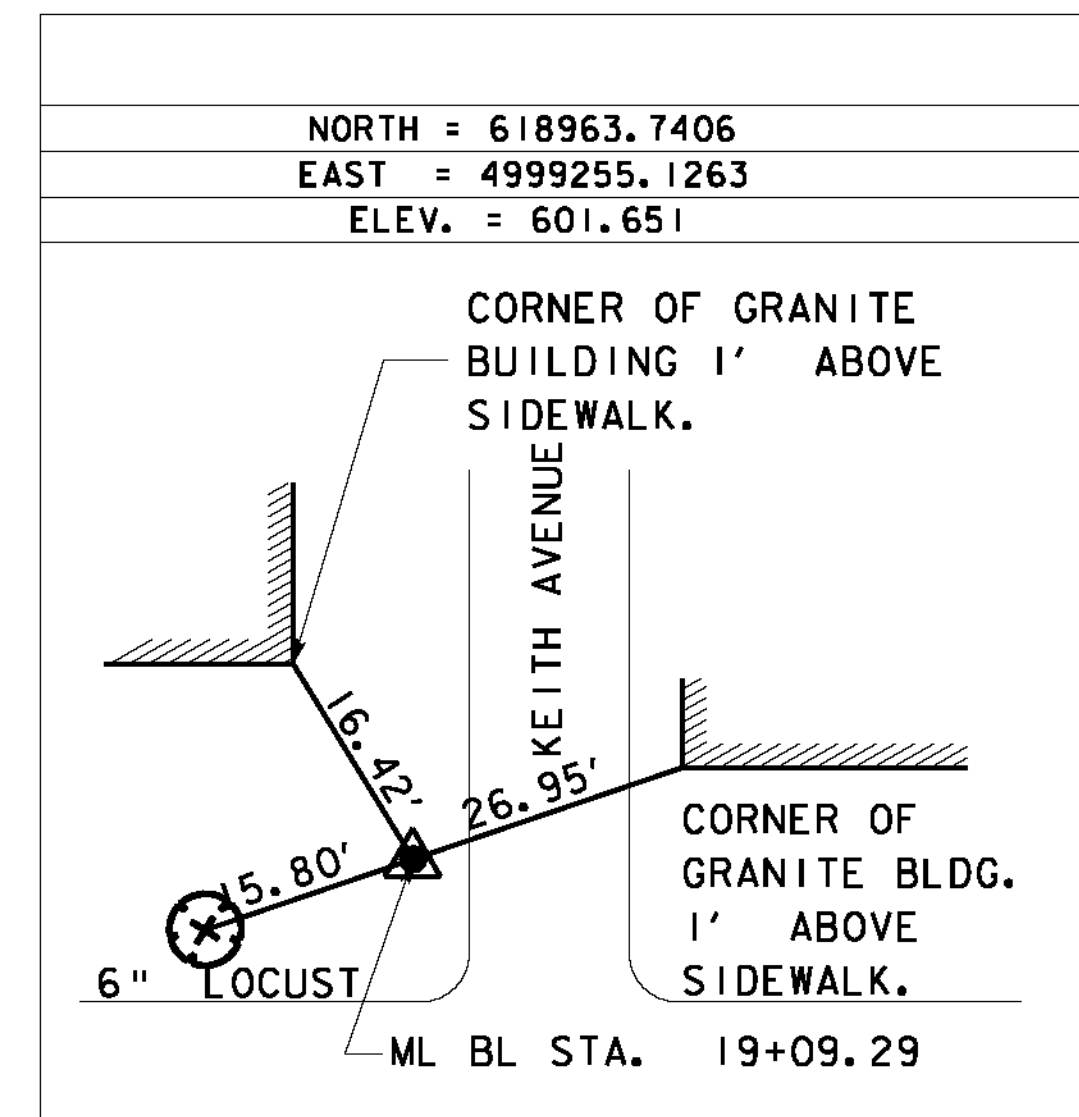 NORTH = 618963.7406
EAST = 4999255.1263
ELEV. = 601.651
CORNER OF GRANITE
BUILDING 1' ABOVE
SIDEWALK.
KEITH AVENUE
16.42'
26.95'
15.80'
CORNER OF
GRANITE BLDG.
1' ABOVE
SIDEWALK.
6" LOCUST
ML BL STA. 19+09.29